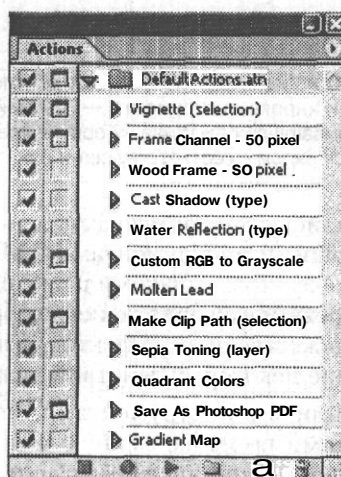 Actions
DefaultActions.atn
Vignette (selection)
Frame Channel - 50 pixel
Wood Frame - SO pixel .
Cast Shadow (type)
Water Reflection (type)
Custom RGB to Grayscale
Molten Lead
Make Clip Path (selection)
Sepia Toning (layer)
Quadrant Colors
Save As Photoshop PDF
Gradient Map
a